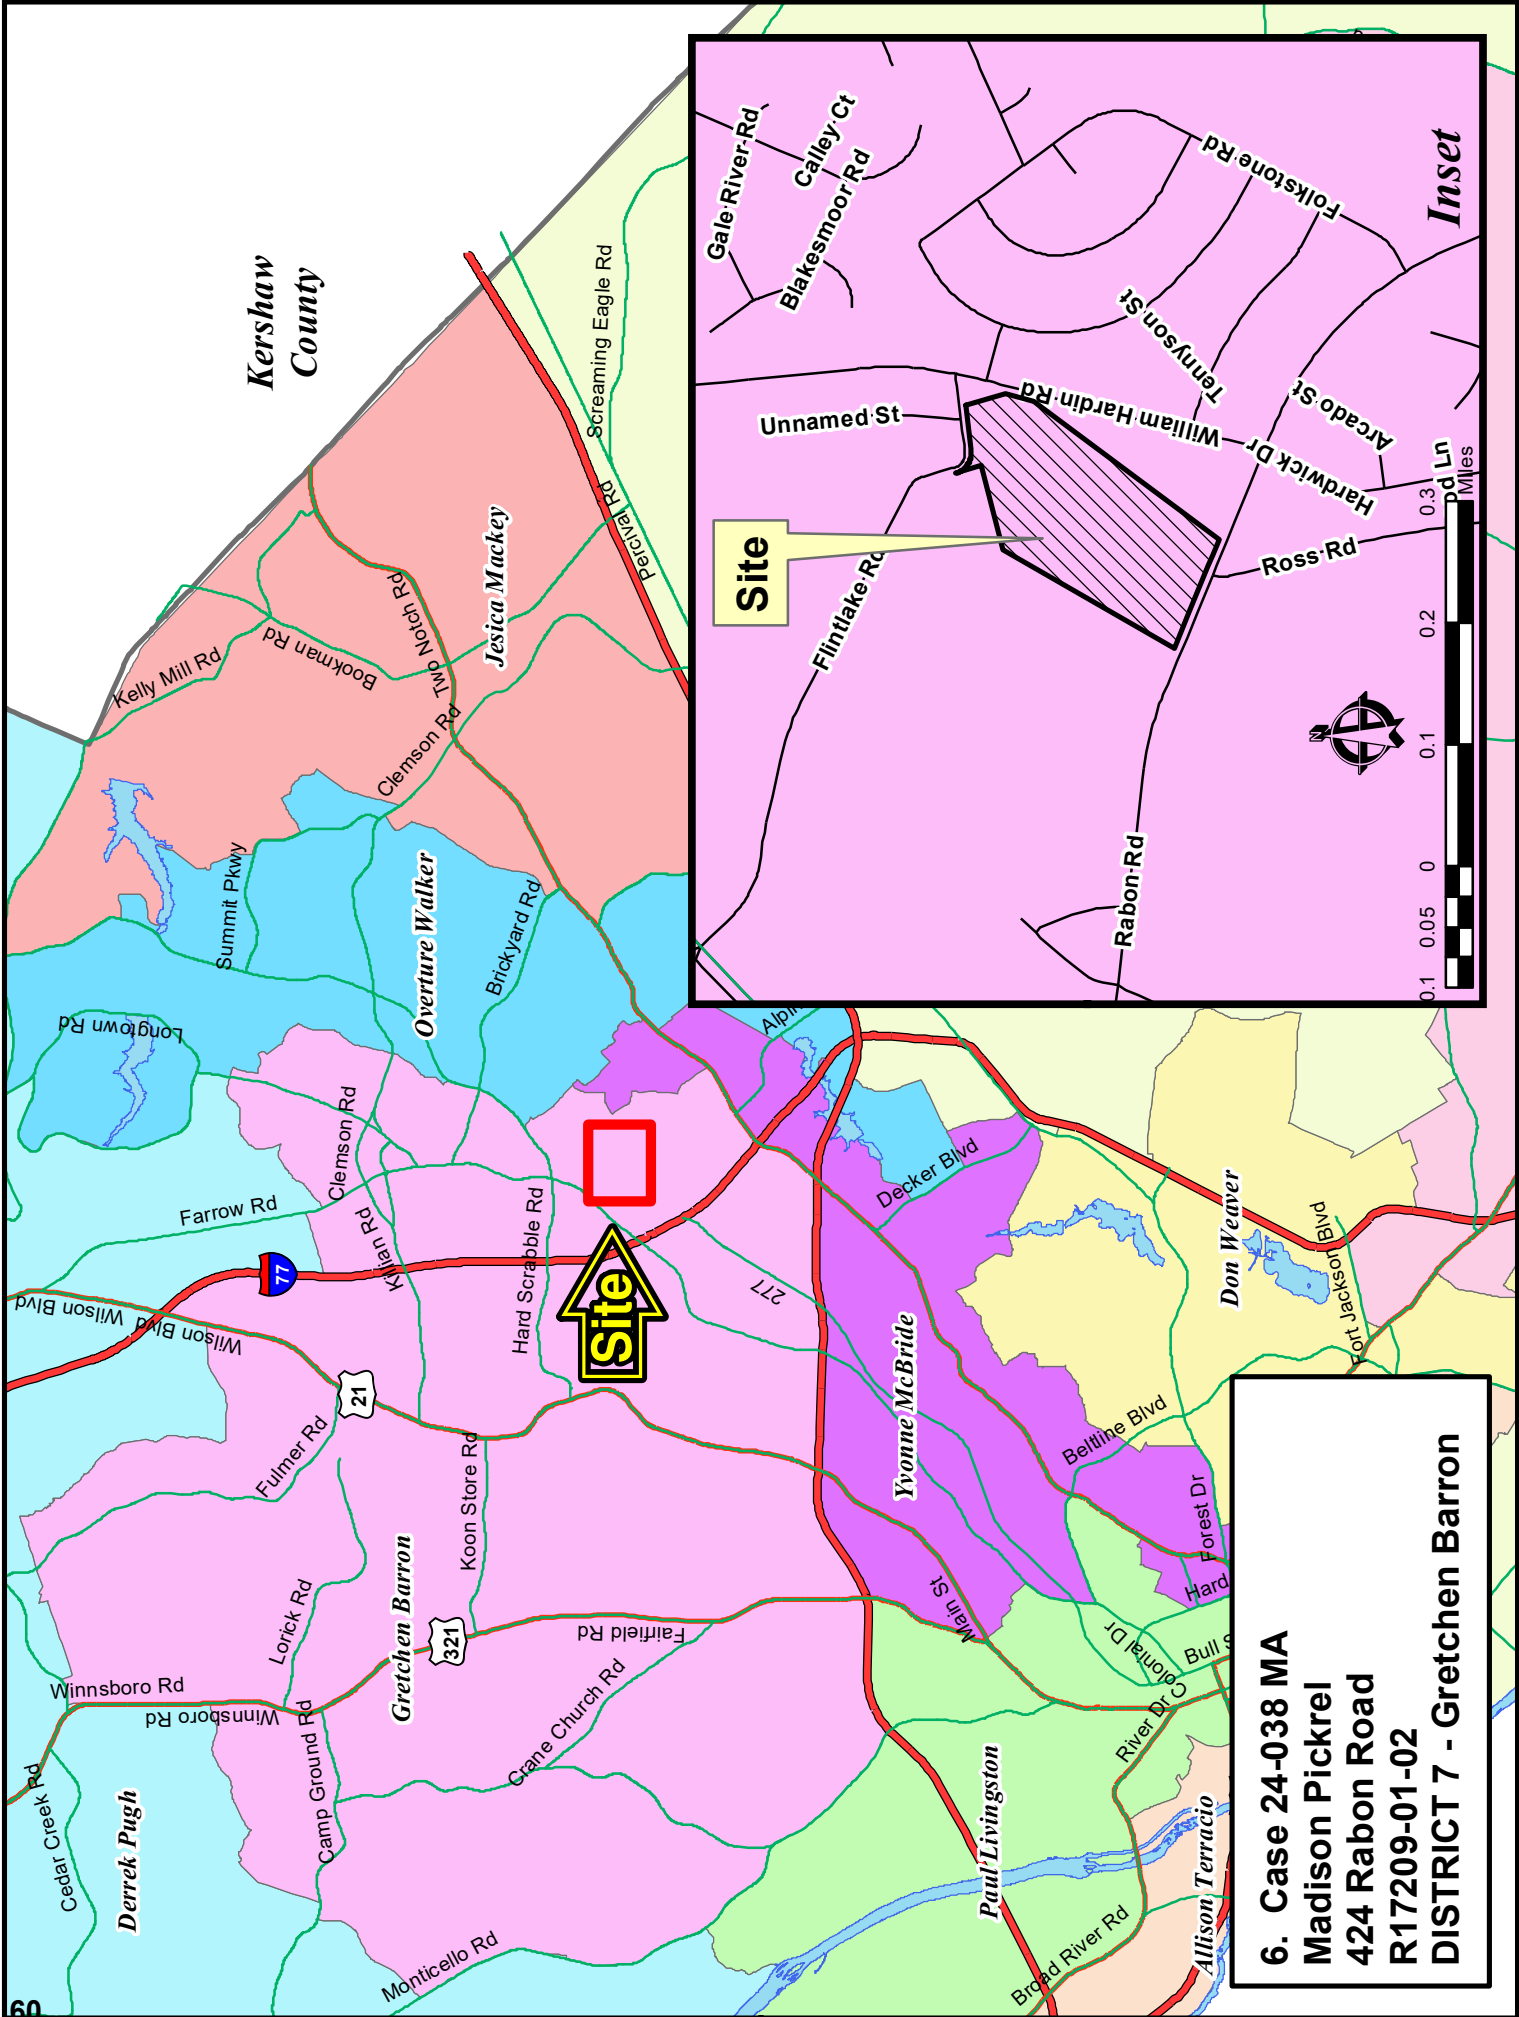 60
Kershaw
County
Derrek Pugh
Cedar Creek Rd
Winnsboro Rd
Winnsboro Rd
Wilson Blvd
Wilson Blvd
Wilson Blvd
77
21
321
Longtown Rd
Farrow Rd
Summit Pkwy
Kelly Mill Rd
Bookman Rd
Two Notch Rd
Clemson Rd
Clemson Rd
Killian Rd
Overture Walker
Brickyard Rd
Jesica Mackey
Percival Rd
Screaming Eagle Rd
Fulmer Rd
Lorick Rd
Koon Store Rd
Gretchen Barron
Camp Ground Rd
Crane Church Rd
Fairfield Rd
Monticello Rd
Hard Scrabble Rd
Site
277
Decker Blvd
Yvonne McBride
Main St
Beltline Blvd
Forest Dr
Hard
Colonial Dr
Bull
River Dr
Paul Livingston
Broad River Rd
Allison Terracio
Don Weaver
Fort Jackson Blvd
Inset
Site
Gale River Rd
Calley Ct
Blakesmoor Rd
Unnamed St
Flintlake Rd
Folkstone Rd
Tennyson St
William Hardin Rd
Arcado St
Hardwick Dr
Ross Rd
Rabon Rd
N
0.1 0.05 0 0.1 0.2 0.3
Miles
6. Case 24-038 MA
Madison Pickrel
424 Rabon Road
R17209-01-02
DISTRICT 7 - Gretchen Barron